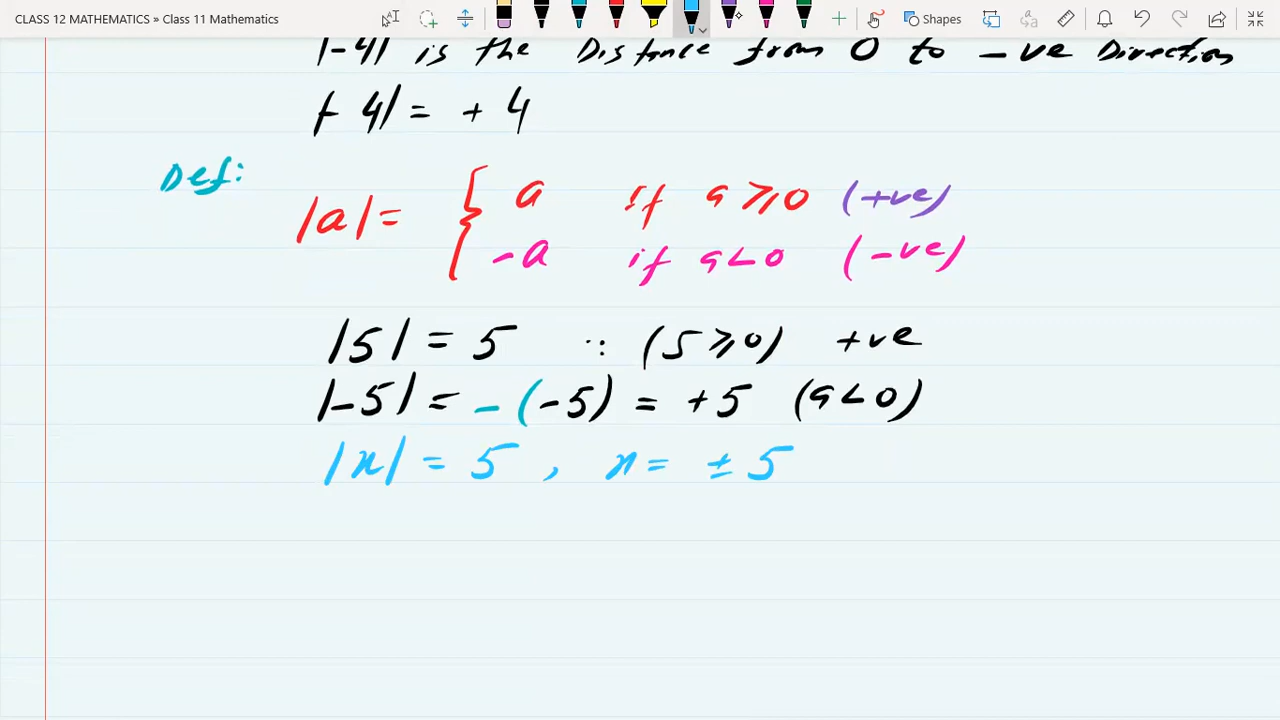 CLASS 12 MATHEMATICS » Class 11 Mathematics Shapes
|-4| is the Distance from 0 to -ve Direction
|-4| = +4
Def:
|a| = { a if a ≥ 0 (+ve)
-a if a < 0 (-ve)
|5| = 5 ∵ (5 ≥ 0) +ve
|-5| = -(-5) = +5 (a < 0)
|x| = 5 , x = ± 5